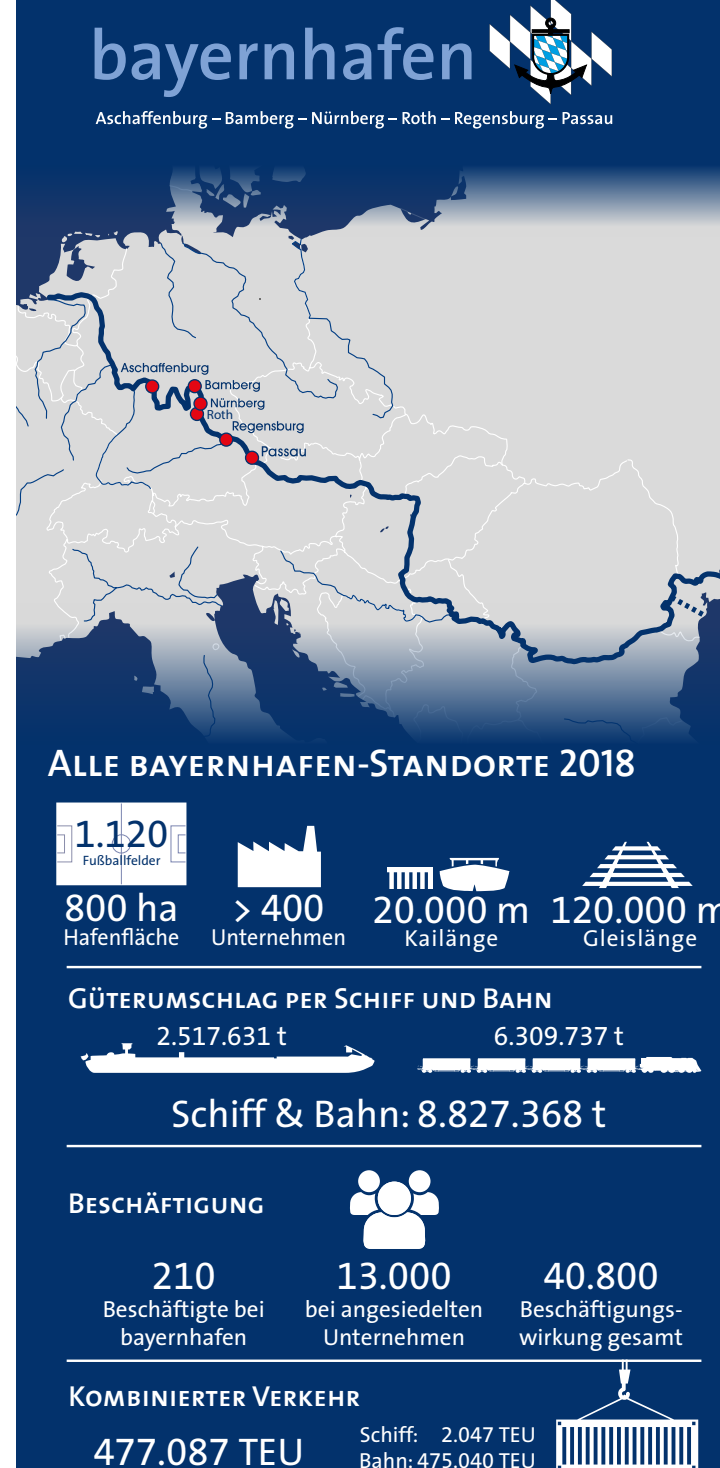 bayernhafen
Aschaffenburg – Bamberg – Nürnberg – Roth – Regensburg – Passau
Aschaffenburg
Bamberg
Nürnberg
Roth
Regensburg
Passau
Alle bayernhafen-Standorte 2018
1.120
Fußballfelder
800 ha
Hafenfläche
> 400
Unternehmen
20.000 m
Kailänge
120.000 m
Gleislänge
Güterumschlag per Schiff und Bahn
2.517.631 t
6.309.737 t
Schiff & Bahn: 8.827.368 t
Beschäftigung
210
Beschäftigte bei
bayernhafen
13.000
bei angesiedelten
Unternehmen
40.800
Beschäftigungs-
wirkung gesamt
Kombinierter Verkehr
477.087 TEU
Schiff: 2.047 TEU
Bahn: 475.040 TEU